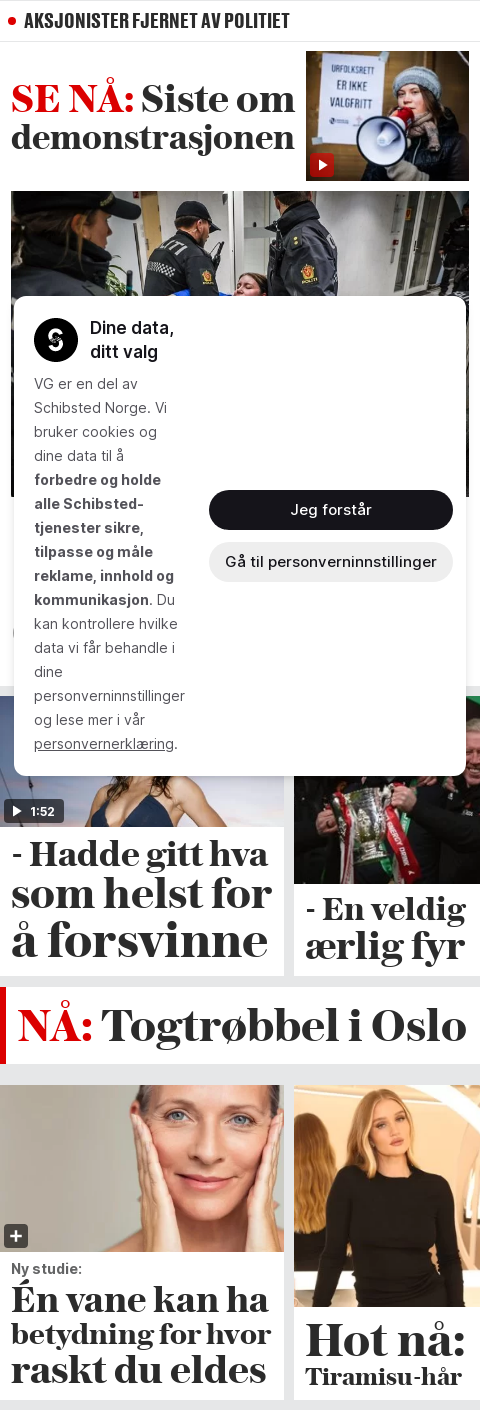 AKSJONISTER FJERNET AV POLITIET
SE NÅ: Siste om
demonstrasjonen
URFOLKSRETT
ER IKKE
VALGFRITT
POLITI
Dine data,
ditt valg
VG er en del av
Schibsted Norge. Vi
bruker cookies og
dine data til å
forbedre og holde
alle Schibsted-
tjenester sikre,
tilpasse og måle
reklame, innhold og
kommunikasjon. Du
kan kontrollere hvilke
data vi får behandle i
dine
personverninnstillinger
og lese mer i vår
personvernerklæring.
Jeg forstår
Gå til personverninnstillinger
1:52
ENERGY DRINK
- Hadde gitt hva
som helst for
å forsvinne
- En veldig
ærlig fyr
NÅ: Togtrøbbel i Oslo
Ny studie:
Én vane kan ha
betydning for hvor
raskt du eldes
Hot nå:
Tiramisu-hår